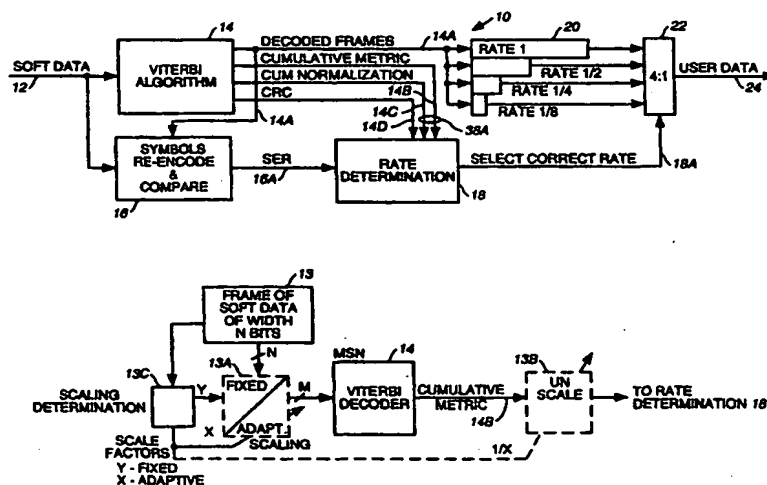 14
DECODED FRAMES
14A
10
20
22
SOFT DATA
12
VITERBI
ALGORITHM
CUMULATIVE METRIC
CUM NORMALIZATION
CRC
14A
14D
14C
14B
38A
RATE 1
RATE 1/2
RATE 1/4
RATE 1/8
4:1
USER DATA
24
SYMBOLS
RE-ENCODE
&
COMPARE
16
SER
16A
RATE
DETERMINATION
18
SELECT CORRECT RATE
18A
13
FRAME OF
SOFT DATA
OF WIDTH
N BITS
N
13C
13A
MSN
14
13B
SCALING
DETERMINATION
Y
FIXED
ADAPT
SCALING
X
M
VITERBI
DECODER
CUMULATIVE
METRIC
14B
UN
SCALE
TO RATE
DETERMINATION 18
SCALE
FACTORS
Y - FIXED
X - ADAPTIVE
1/X